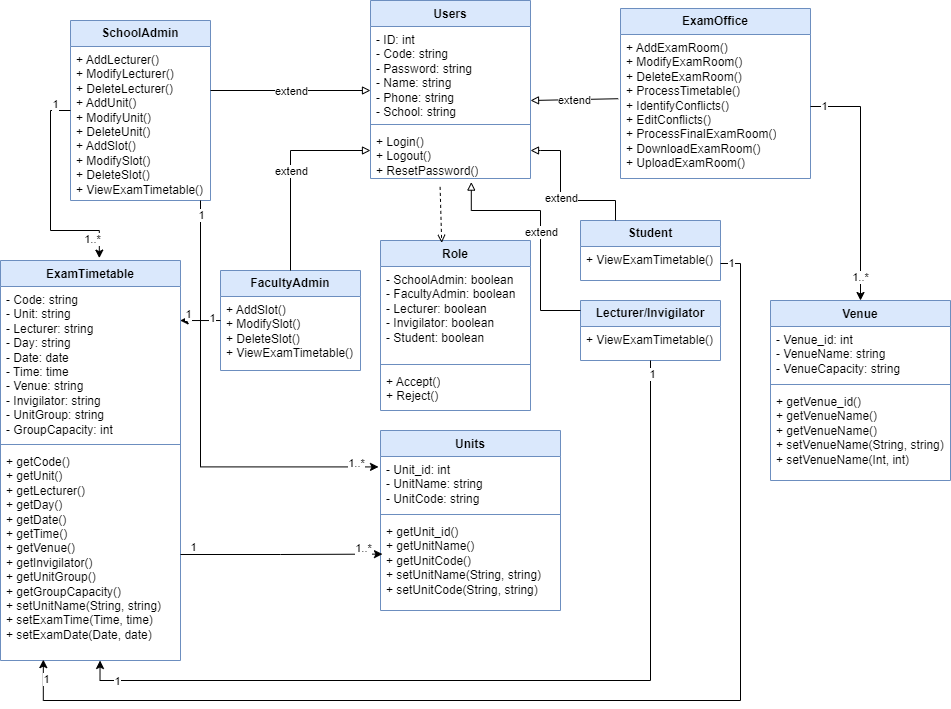 SchoolAdmin
+ AddLecturer()
+ ModifyLecturer()
+ DeleteLecturer()
+ AddUnit()
+ ModifyUnit()
+ DeleteUnit()
+ AddSlot()
+ ModifySlot()
+ DeleteSlot()
+ ViewExamTimetable()
Users
- ID: int
- Code: string
- Password: string
- Name: string
- Phone: string
- School: string
+ Login()
+ Logout()
+ ResetPassword()
ExamOffice
+ AddExamRoom()
+ ModifyExamRoom()
+ DeleteExamRoom()
+ ProcessTimetable()
+ IdentifyConflicts()
+ EditConflicts()
+ ProcessFinalExamRoom()
+ DownloadExamRoom()
+ UploadExamRoom()
extend
extend
extend
extend
extend
1
1..*
1
1..*
1
1..*
ExamTimetable
- Code: string
- Unit: string
- Lecturer: string
- Day: string
- Date: date
- Time: time
- Venue: string
- Invigilator: string
- UnitGroup: string
- GroupCapacity: int
+ getCode()
+ getUnit()
+ getLecturer()
+ getDay()
+ getDate()
+ getTime()
+ getVenue()
+ getInvigilator()
+ getUnitGroup()
+ getGroupCapacity()
+ setUnitName(String, string)
+ setExamTime(Time, time)
+ setExamDate(Date, date)
1
1
FacultyAdmin
+ AddSlot()
+ ModifySlot()
+ DeleteSlot()
+ ViewExamTimetable()
Role
- SchoolAdmin: boolean
- FacultyAdmin: boolean
- Lecturer: boolean
- Invigilator: boolean
- Student: boolean
+ Accept()
+ Reject()
Student
+ ViewExamTimetable()
1
Lecturer/Invigilator
+ ViewExamTimetable()
1
Venue
- Venue_id: int
- VenueName: string
- VenueCapacity: string
+ getVenue_id()
+ getVenueName()
+ getVenueName()
+ setVenueName(String, string)
+ setVenueName(Int, int)
Units
- Unit_id: int
- UnitName: string
- UnitCode: string
+ getUnit_id()
+ getUnitName()
+ getUnitCode()
+ setUnitName(String, string)
+ setUnitCode(String, string)
1
1..*
1
1